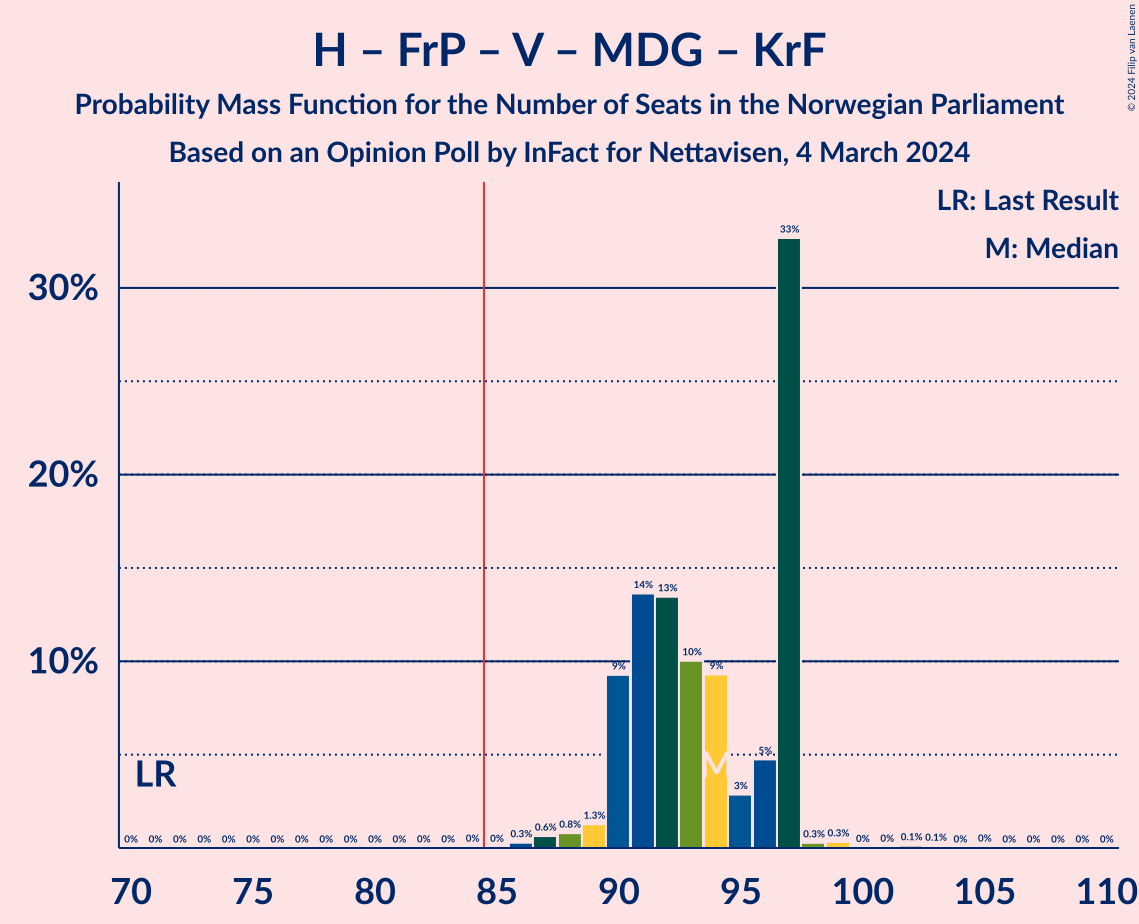 H – FrP – V – MDG – KrF
Probability Mass Function for the Number of Seats in the Norwegian Parliament
Based on an Opinion Poll by InFact for Nettavisen, 4 March 2024
© 2024 Filip van Laenen
LR: Last Result
M: Median
30%
20%
10%
LR
M
0% 0% 0% 0% 0% 0% 0% 0% 0% 0% 0% 0% 0% 0% 0% 0% 0.3% 0.6% 0.8% 1.3% 9% 14% 13% 10% 9% 3% 5% 33% 0.3% 0.3% 0% 0% 0.1% 0.1% 0% 0% 0% 0% 0% 0% 0%
70 75 80 85 90 95 100 105 110